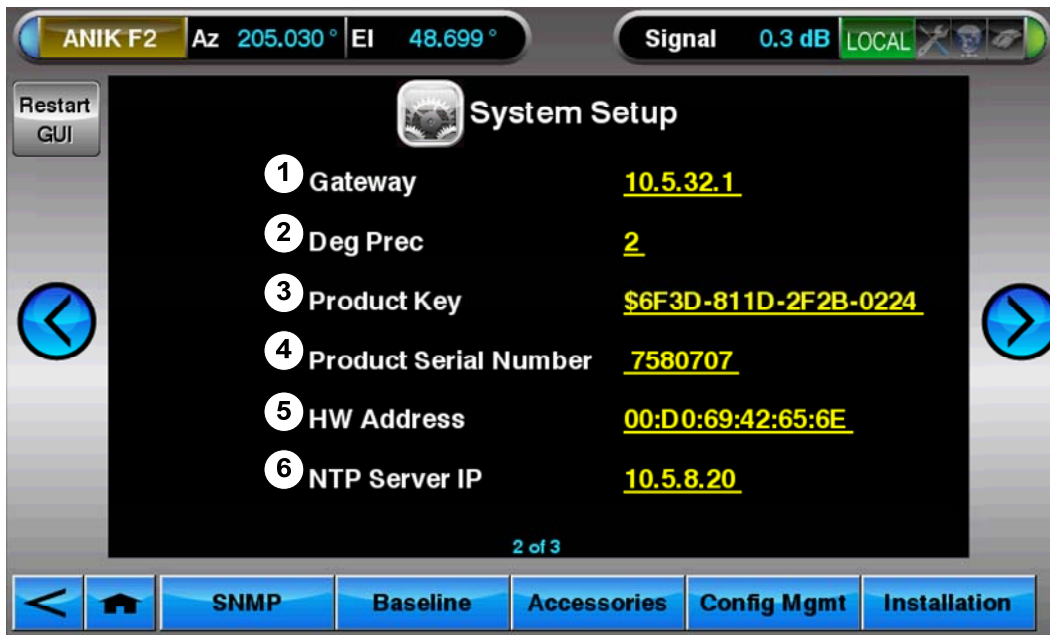 ANIK F2 Az 205.030 ° El 48.699 ° Signal 0.3 dB LOCAL
Restart
GUI
System Setup
1 Gateway 10.5.32.1
2 Deg Prec 2
3 Product Key $6F3D-811D-2F2B-0224
4 Product Serial Number 7580707
5 HW Address 00:D0:69:42:65:6E
6 NTP Server IP 10.5.8.20
2 of 3
SNMP Baseline Accessories Config Mgmt Installation